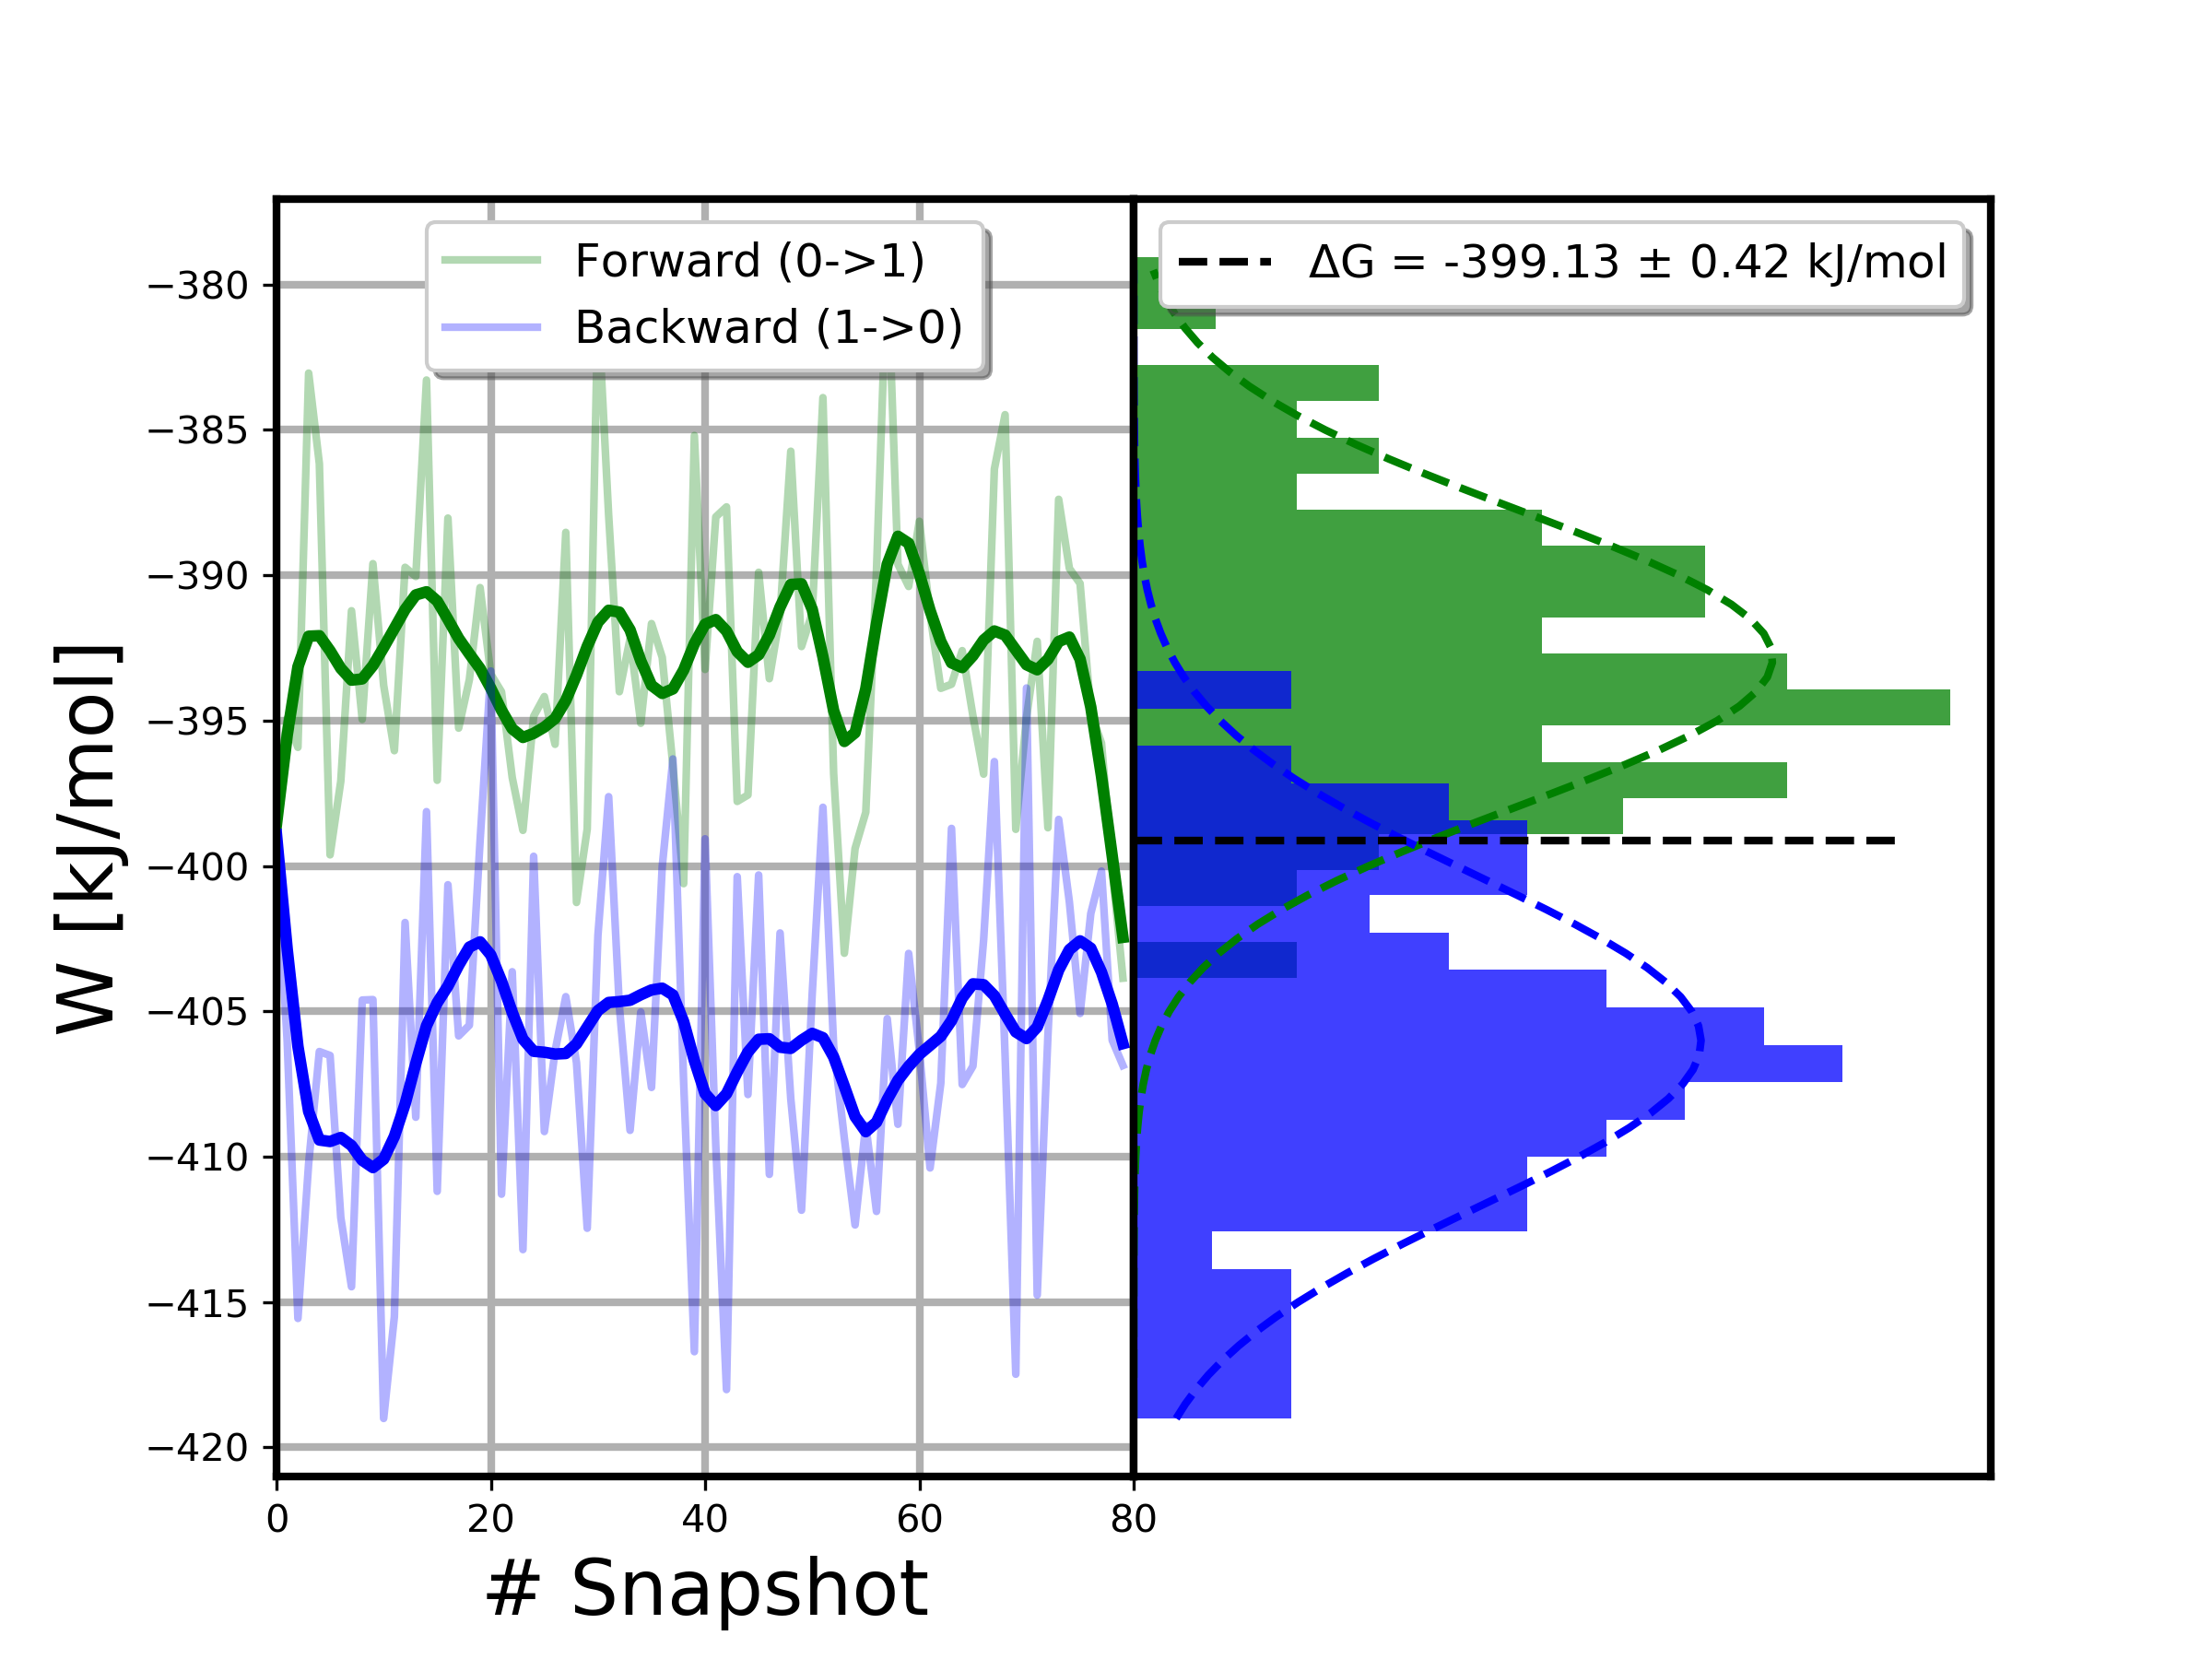 Forward (0->1)
Backward (1->0)
ΔG = -399.13 ± 0.42 kJ/mol
W [kJ/mol]
−380
−385
−390
−395
−400
−405
−410
−415
−420
0 20 40 60 80
# Snapshot